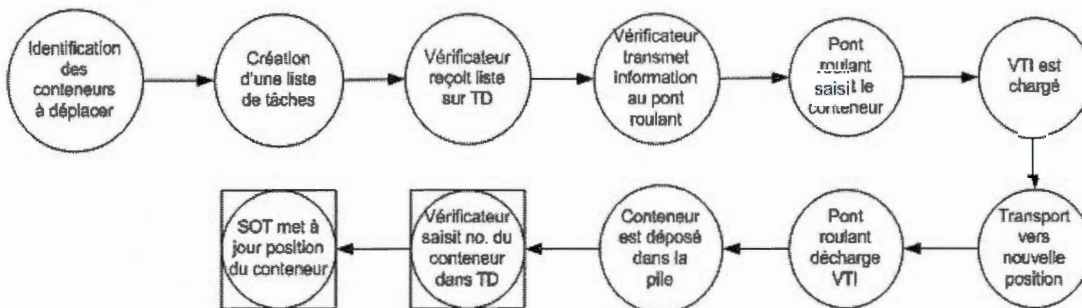 Identification
des
conteneurs
à déplacer
Création
d'une liste
de tâches
Vérificateur
reçoit liste
sur TD
Vérificateur
transmet
information
au pont
roulant
Pont
roulant
saisit le
conteneur
VTI est
chargé
SOT met à
jour position
du conteneur
Vérificateur
saisit no. du
conteneur
dans TD
Conteneur
est déposé
dans la
pile
Pont
roulant
décharge
VTI
Transport
vers
nouvelle
position